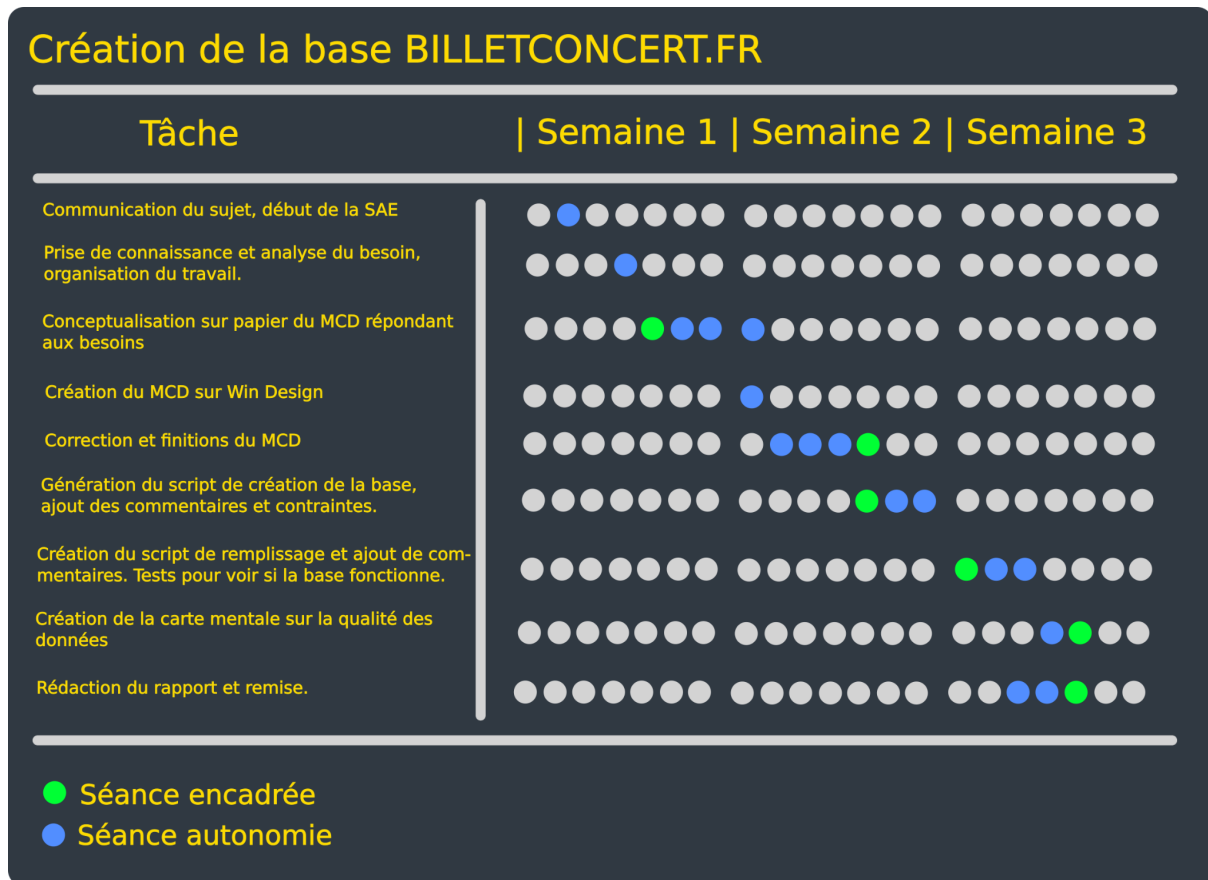 Création de la base BILLETCONCERT.FR
Tâche | Semaine 1 | Semaine 2 | Semaine 3
Communication du sujet, début de la SAE
Prise de connaissance et analyse du besoin,
organisation du travail.
Conceptualisation sur papier du MCD répondant
aux besoins
Création du MCD sur Win Design
Correction et finitions du MCD
Génération du script de création de la base,
ajout des commentaires et contraintes.
Création du script de remplissage et ajout de com-
mentaires. Tests pour voir si la base fonctionne.
Création de la carte mentale sur la qualité des
données
Rédaction du rapport et remise.
Séance encadrée
Séance autonomie